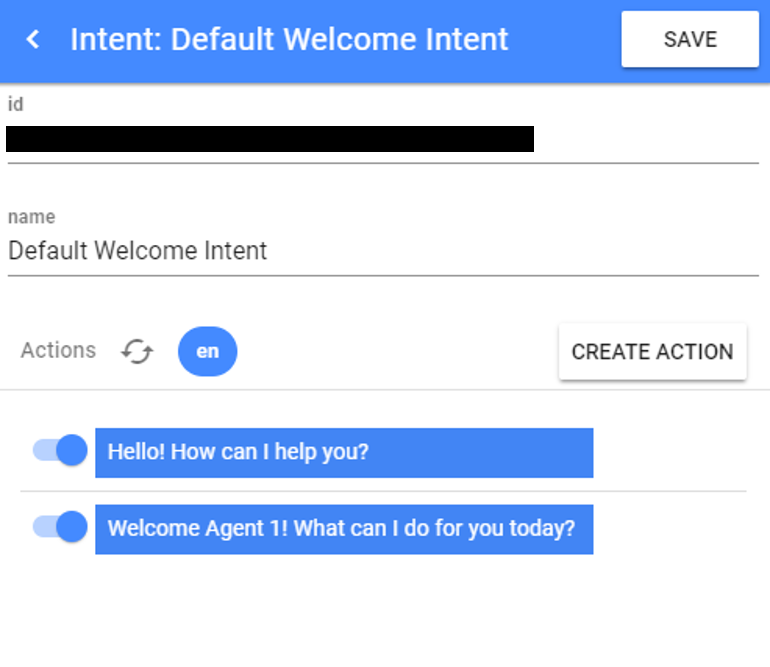 Intent: Default Welcome Intent
SAVE
id
name
Default Welcome Intent
Actions
en
CREATE ACTION
Hello! How can I help you?
Welcome Agent 1! What can I do for you today?